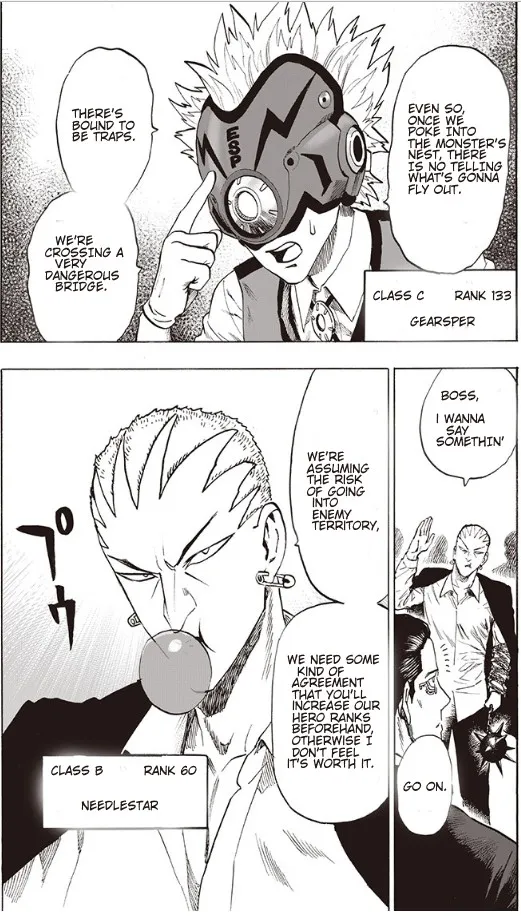 EVEN SO,
ONCE WE
POKE INTO
THE MONSTER'S
NEST, THERE
IS NO TELLING
WHAT'S GONNA
FLY OUT.
THERE'S
BOUND TO
BE TRAPS.
WE'RE
CROSSING A
VERY
DANGEROUS
BRIDGE.
ESP
CLASS C RANK 133
GEARSPER
BOSS,
I WANNA
SAY
SOMETHIN'
GO ON.
WE'RE
ASSUMING
THE RISK
OF GOING
INTO
ENEMY
TERRITORY,
WE NEED SOME
KIND OF
AGREEMENT
THAT YOU'LL
INCREASE OUR
HERO RANKS
BEFOREHAND,
OTHERWISE I
DON'T FEEL
IT'S WORTH IT.
プゥ
CLASS B RANK 60
NEEDLESTAR